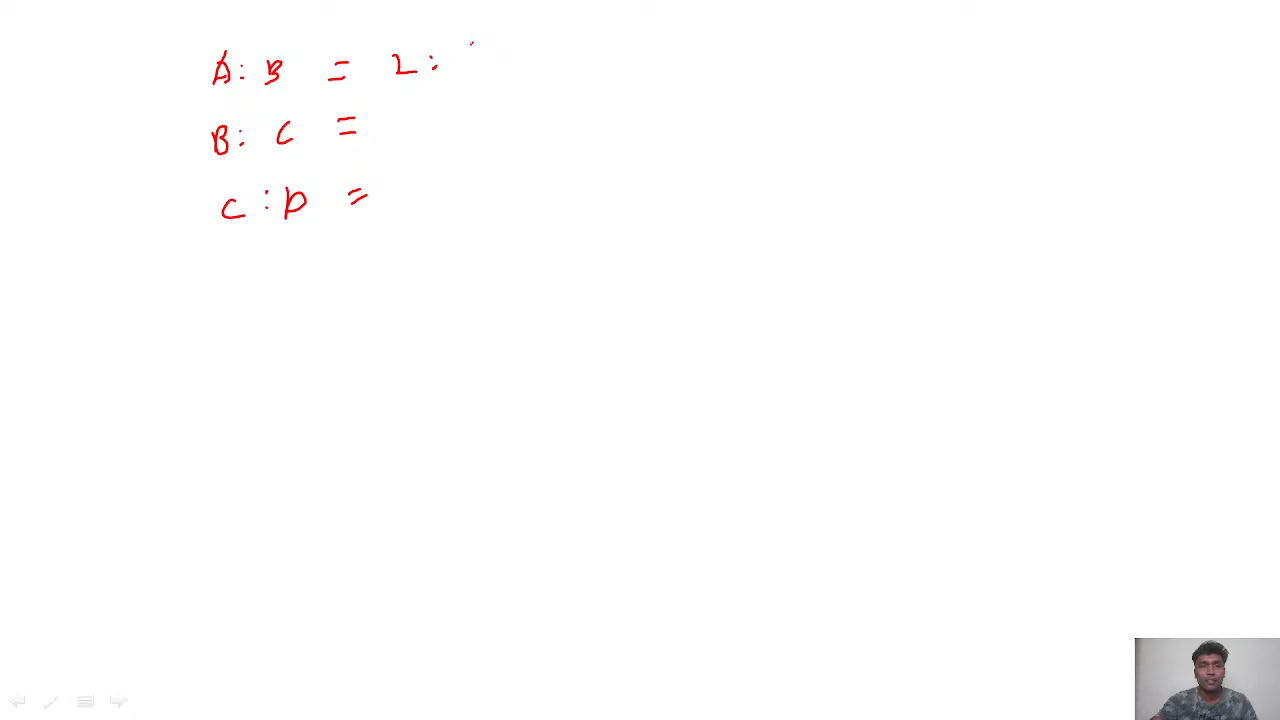 A : B = 2 :
B : C =
C : D =